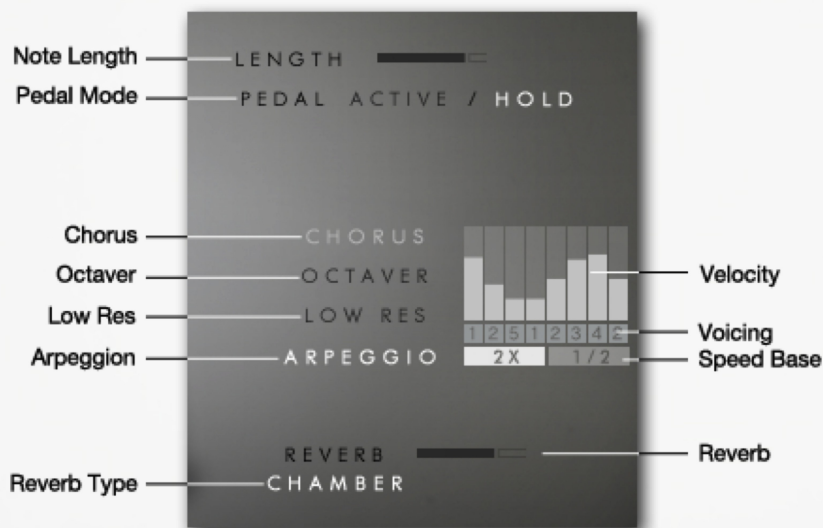 Note Length LENGTH
Pedal Mode PEDAL ACTIVE / HOLD
Chorus CHORUS
Octaver OCTAVER Velocity
Low Res LOW RES
1 2 5 1 2 3 4 2 Voicing
Arpeggion ARPEGGIO 2X 1/2 Speed Base
REVERB Reverb
Reverb Type CHAMBER